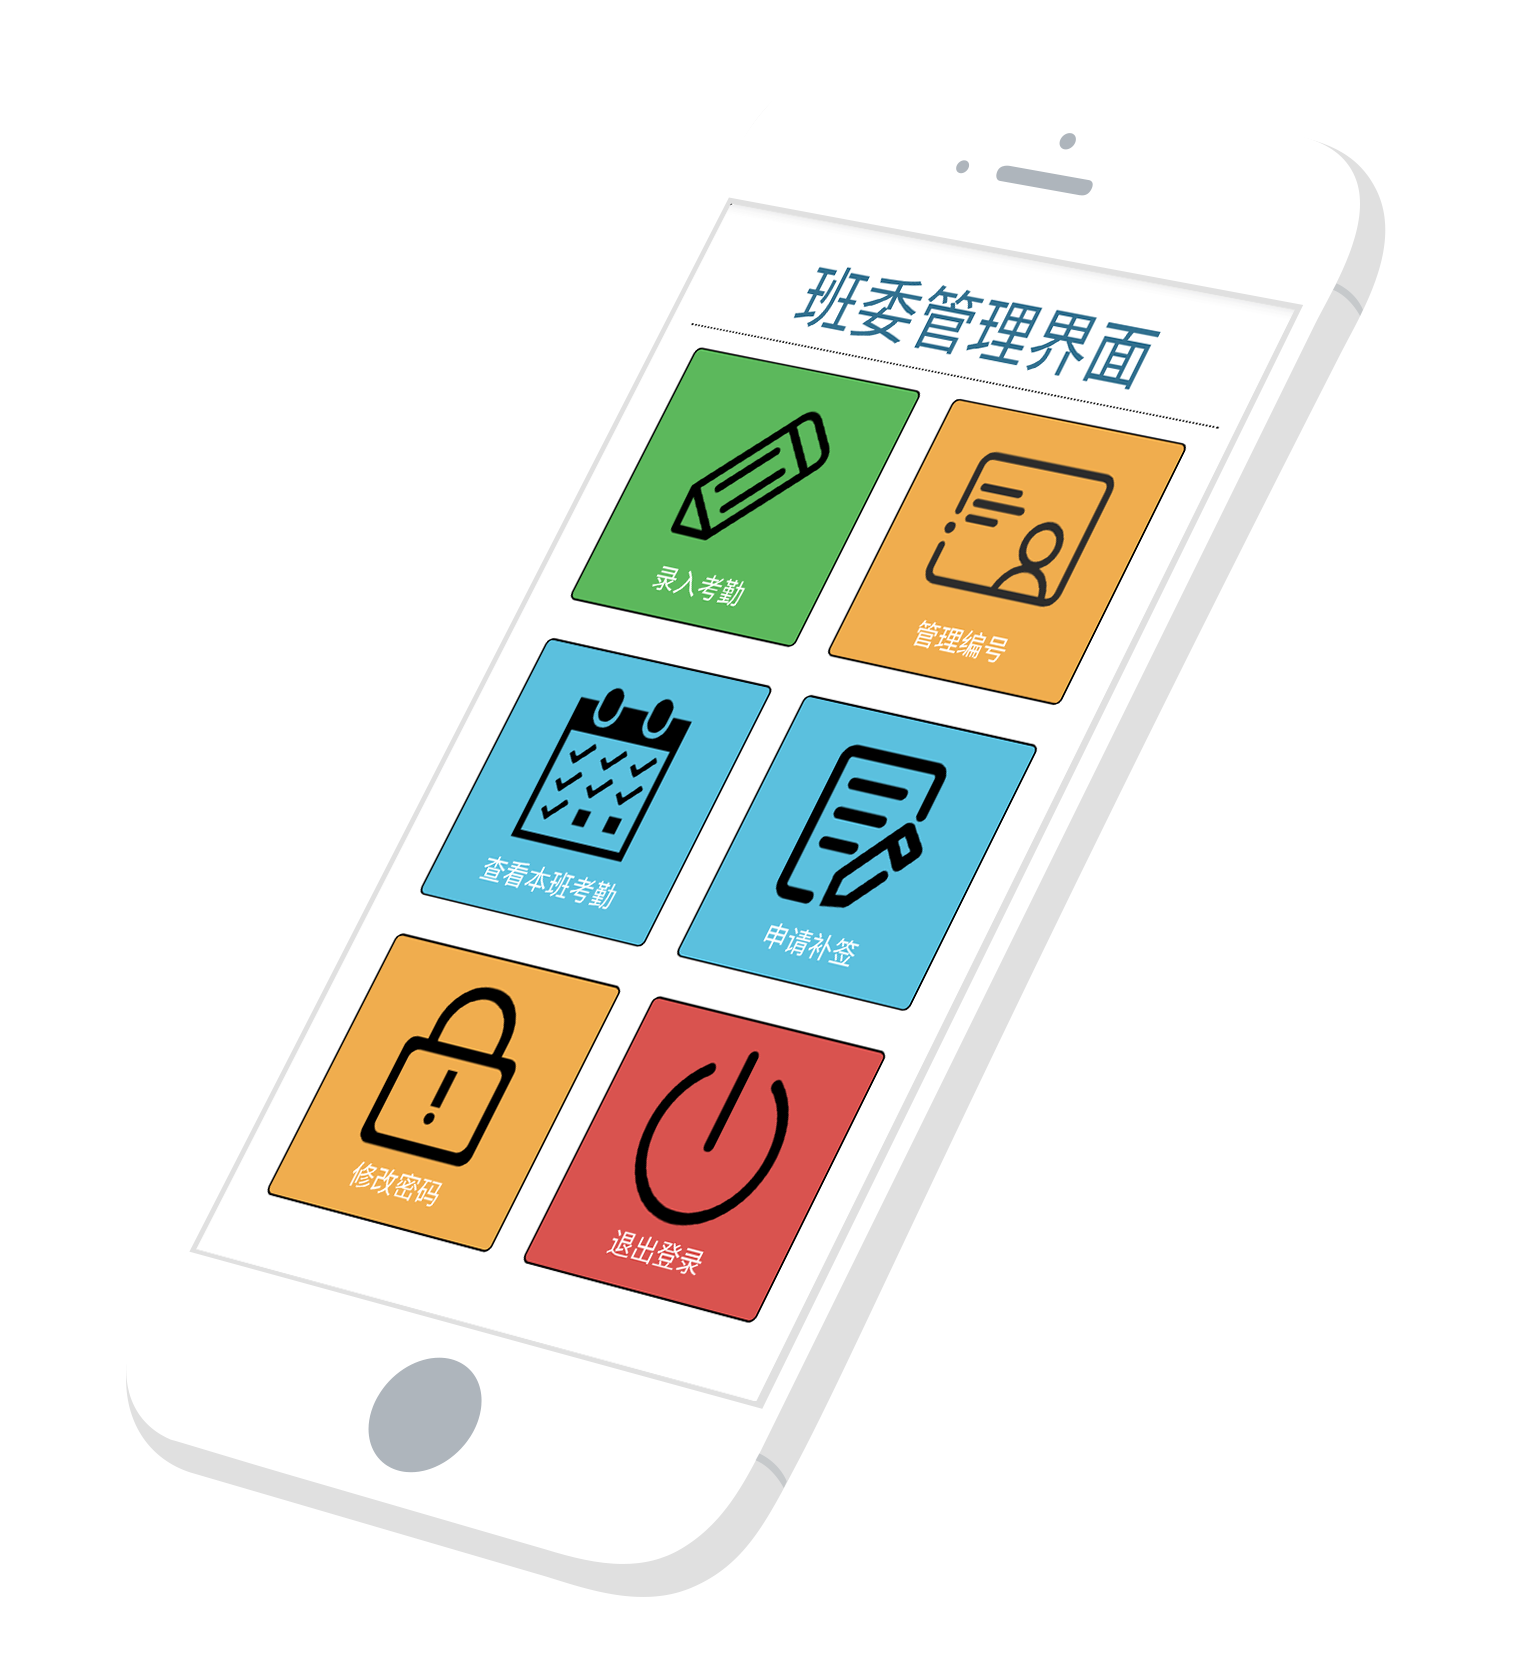 班委管理界面
录入考勤
管理编号
查看本班考勤
申请补签
修改密码
退出登录